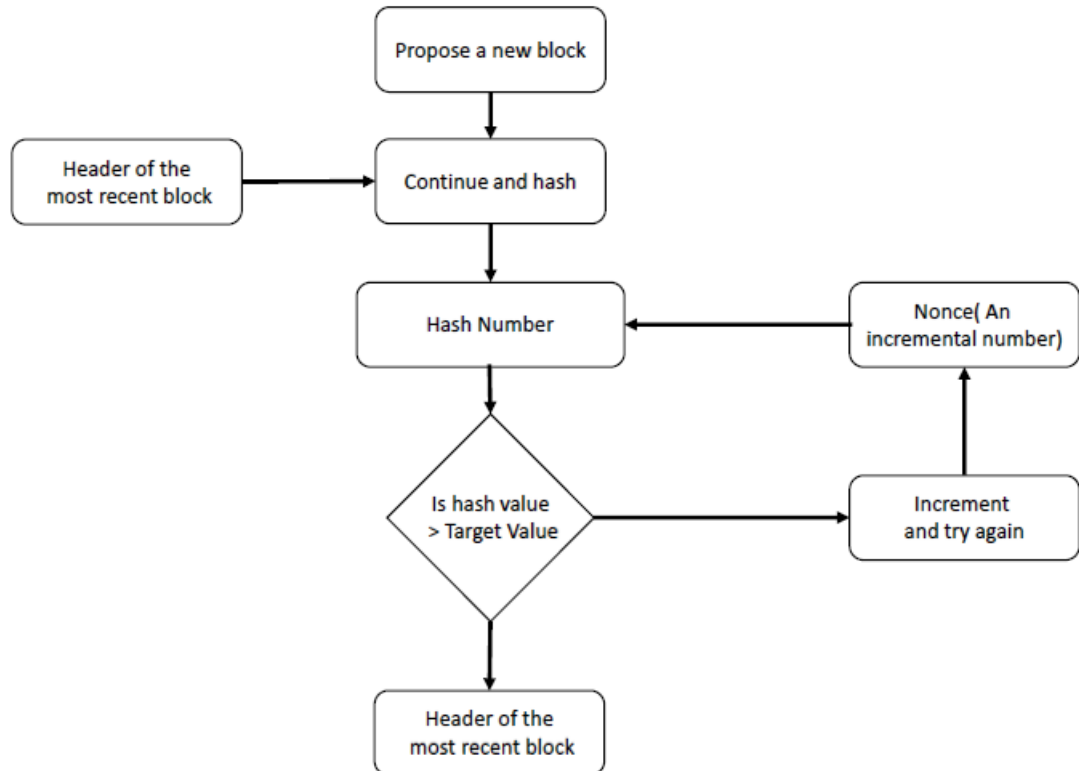 Propose a new block
Header of the
most recent block
Continue and hash
Hash Number
Nonce( An
incremental number)
Is hash value
> Target Value
Increment
and try again
Header of the
most recent block